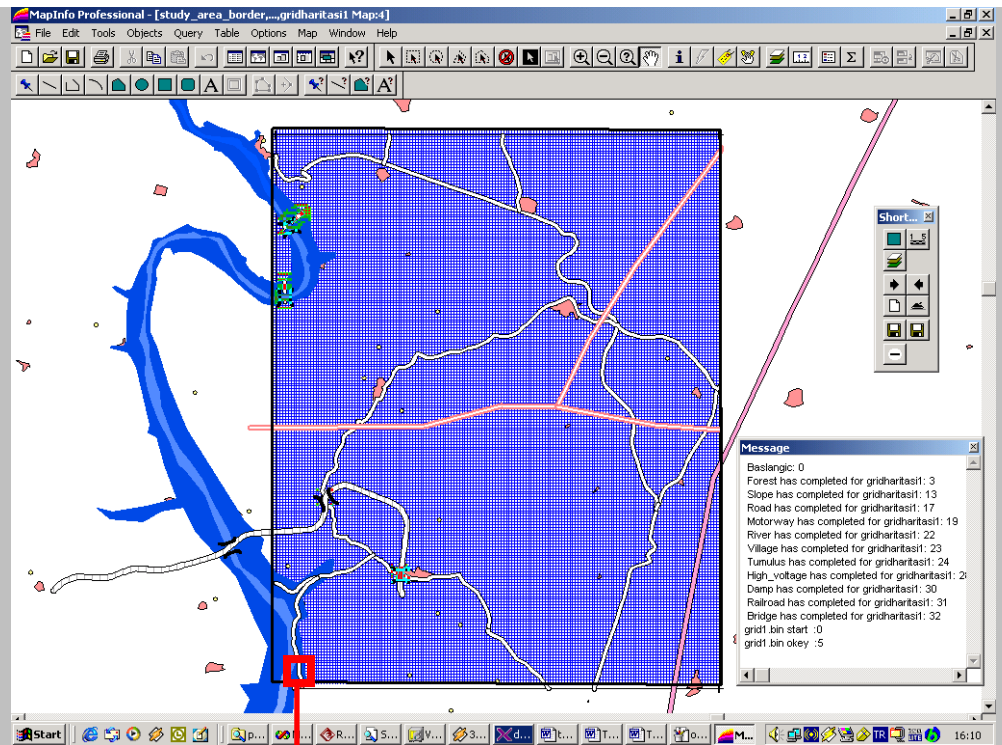 MapInfo Professional - [study_area_border,...,gridharitasi1 Map:4]
File Edit Tools Objects Query Table Options Map Window Help
Short...
Message
Baslangic: 0
Forest has completed for gridharitasi1: 3
Slope has completed for gridharitasi1: 13
Road has completed for gridharitasi1: 17
Motorway has completed for gridharitasi1: 19
River has completed for gridharitasi1: 22
Village has completed for gridharitasi1: 23
Tumulus has completed for gridharitasi1: 24
High_voltage has completed for gridharitasi1: 2
Damp has completed for gridharitasi1: 30
Railroad has completed for gridharitasi1: 31
Bridge has completed for gridharitasi1: 32
grid1.bin start :0
grid1.bin okey :5
Start p... R... S... V... 3... d... t... T... T... o... M... TR 16:10